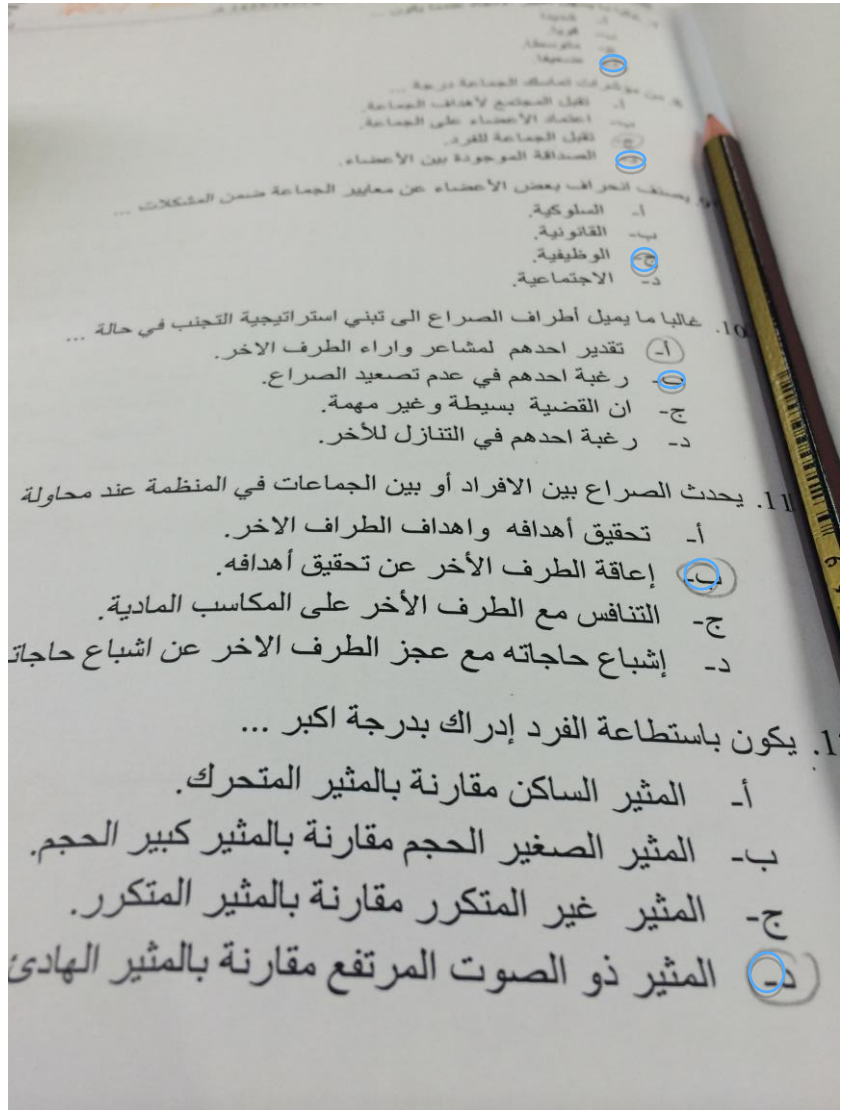 أ- شديدا
ب- قويا.
ج- متوسطا.
د- ضعيفا.
8. من مؤشرات تماسك الجماعة درجة ...
أ. تقبل المجتمع لأهداف الجماعة.
ب- اعتماد الأعضاء على الجماعة.
ج- تقبل الجماعة للفرد.
د- الصداقة الموجودة بين الأعضاء.
9. يصنف انحراف بعض الأعضاء عن معايير الجماعة ضمن المشكلات ...
أ- السلوكية.
ب- القانونية.
ج- الوظيفية.
د- الاجتماعية.
10. غالبا ما يميل أطراف الصراع الى تبني استراتيجية التجنب في حالة ...
أ- تقدير احدهم لمشاعر واراء الطرف الاخر.
ب- رغبة احدهم في عدم تصعيد الصراع.
ج- ان القضية بسيطة وغير مهمة.
د- رغبة احدهم في التنازل للأخر.
11. يحدث الصراع بين الافراد أو بين الجماعات في المنظمة عند محاولة
أ- تحقيق أهدافه واهداف الطراف الاخر.
ب- إعاقة الطرف الأخر عن تحقيق أهدافه.
ج- التنافس مع الطرف الأخر على المكاسب المادية.
د- إشباع حاجاته مع عجز الطرف الاخر عن اشباع حاجات
1. يكون باستطاعة الفرد إدراك بدرجة اكبر ...
أ- المثير الساكن مقارنة بالمثير المتحرك.
ب- المثير الصغير الحجم مقارنة بالمثير كبير الحجم.
ج- المثير غير المتكرر مقارنة بالمثير المتكرر.
د- المثير ذو الصوت المرتفع مقارنة بالمثير الهادئ